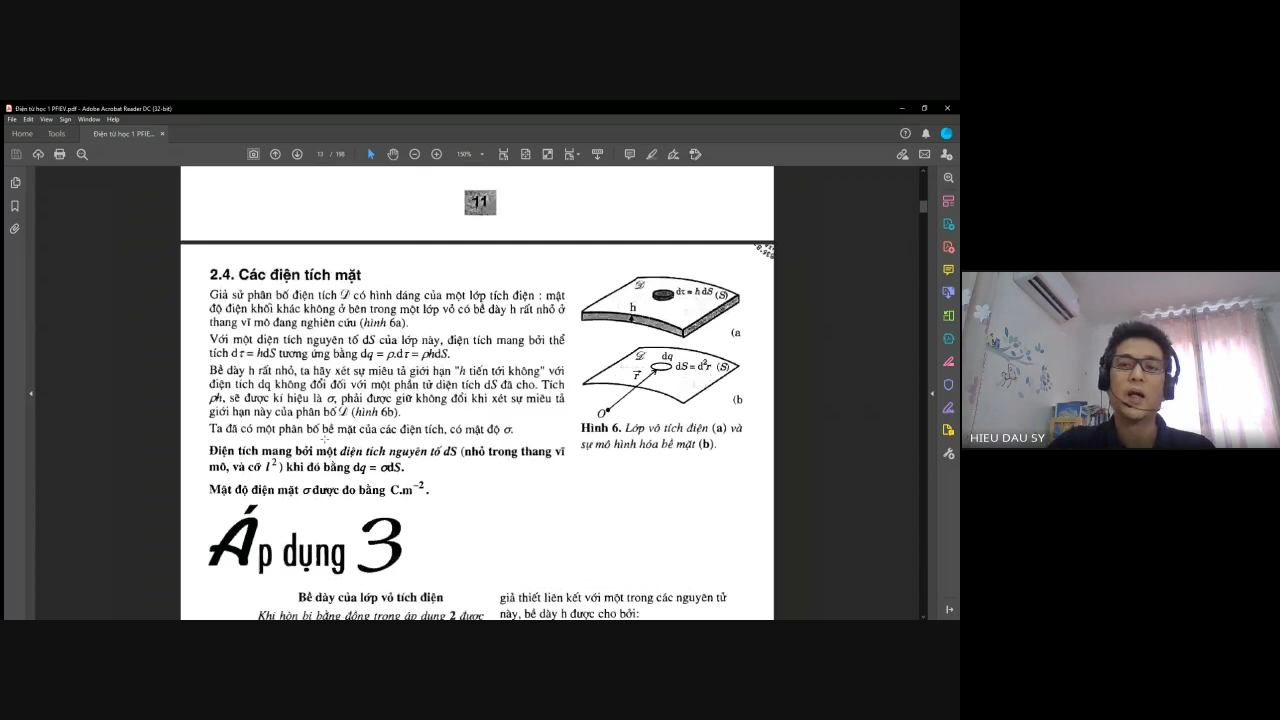 Điện từ học 1 PFIEV.pdf - Adobe Acrobat Reader DC (32-bit)
File Edit View Sign Window Help
Home Tools Điện từ học 1 PFIE...
13 / 198 150%
11
2.4. Các điện tích mặt
Giả sử phân bố điện tích 𝒟 có hình dáng của một lớp tích điện : mật
độ điện khối khác không ở bên trong một lớp vỏ có bề dày h rất nhỏ ở
thang vĩ mô đang nghiên cứu (hình 6a).
Với một diện tích nguyên tố dS của lớp này, điện tích mang bởi thể
tích dτ = hdS tương ứng bằng dq = ρ.dτ = ρhdS.
Bề dày h rất nhỏ, ta hãy xét sự miêu tả giới hạn "h tiến tới không" với
điện tích dq không đổi đối với một phần tử diện tích dS đã cho. Tích
ρh, sẽ được kí hiệu là σ, phải được giữ không đổi khi xét sự miêu tả
giới hạn này của phân bố 𝒟 (hình 6b).
Ta đã có một phân bố bề mặt của các điện tích, có mật độ σ.
Điện tích mang bởi một diện tích nguyên tố dS (nhỏ trong thang vĩ
mô, và cỡ l²) khi đó bằng dq = σdS.
Mật độ điện mặt σ được đo bằng C.m⁻².
𝒟 dτ = h dS (S)
h
(a
𝒟 dq
dS = d²r (S)
r⃗
(b
O
Hình 6. Lớp vỏ tích điện (a) và
sự mô hình hóa bề mặt (b).
Áp dụng 3
Bề dày của lớp vỏ tích điện
Khi hòn bi bằng đồng trong áp dụng 2 được
giả thiết liên kết với một trong các nguyên tử
này, bề dày h được cho bởi:
HIEU DAU SY